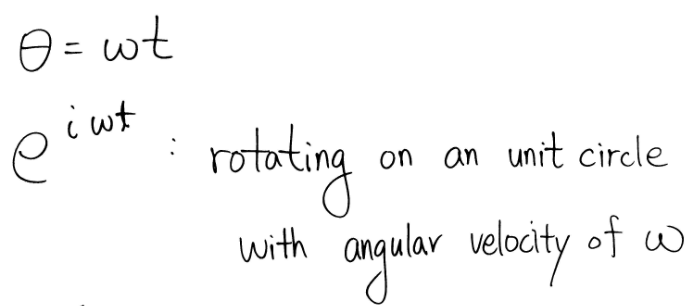 θ = ωt
e^{iωt} : rotating on an unit circle
with angular velocity of ω